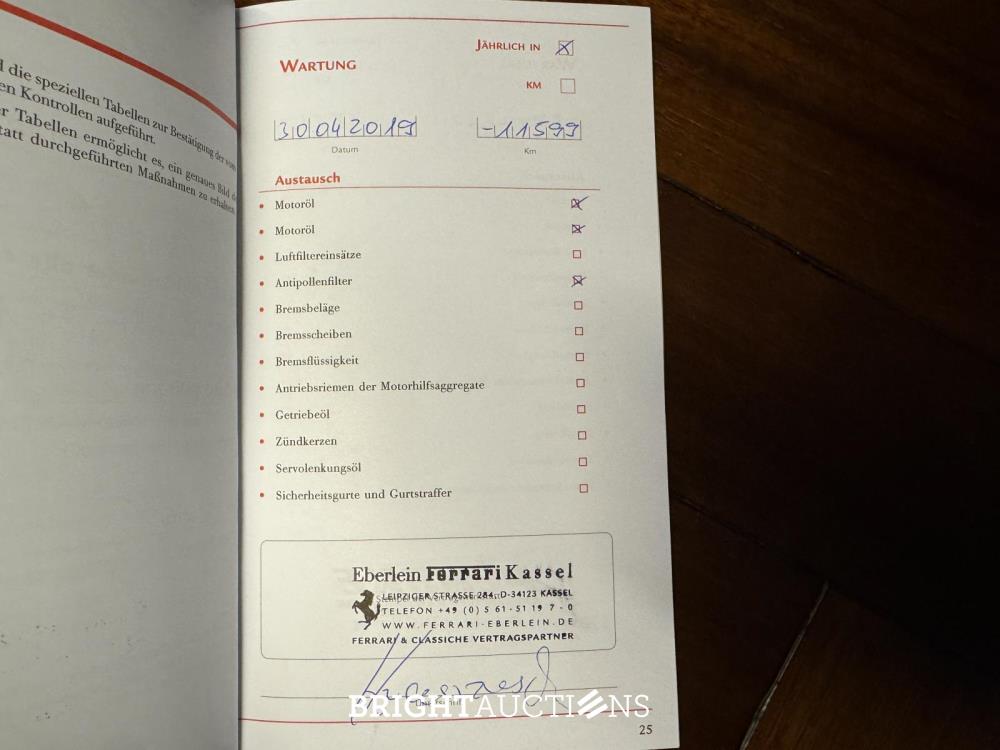 d die speziellen Tabellen zur Bestätigung der vom
en Kontrollen aufgeführt.
r Tabellen ermöglicht es, ein genaues Bild d
tatt durchgeführten Maßnahmen zu erhalten
JÄHRLICH IN
WARTUNG
KM
30042019 -11599
Datum Km
Austausch
• Motoröl
• Motoröl
• Luftfiltereinsätze
• Antipollenfilter
• Bremsbeläge
• Bremsscheiben
• Bremsflüssigkeit
• Antriebsriemen der Motorhilfsaggregate
• Getriebeöl
• Zündkerzen
• Servolenkungsöl
• Sicherheitsgurte und Gurtstraffer
Eberlein Ferrari Kassel
LEIPZIGER STRASSE 284, D-34123 KASSEL
TELEFON +49 (0) 5 61-51 19 7-0
WWW.FERRARI-EBERLEIN.DE
FERRARI & CLASSICHE VERTRAGSPARTNER
BRIGHTAUCTIONS
25